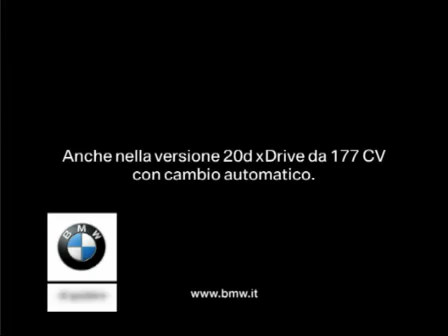 Anche nella versione 20d xDrive da 177 CV
con cambio automatico.
BMW
www.bmw.it